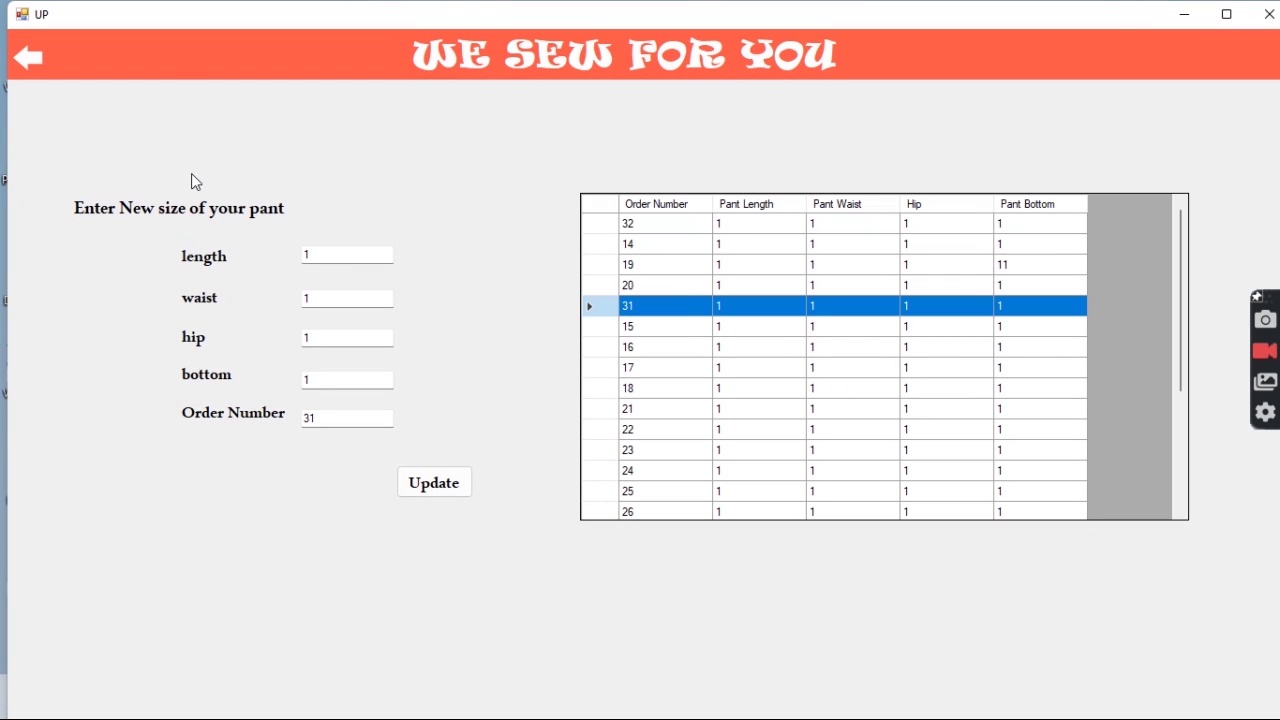 UP
WE SEW FOR YOU
Enter New size of your pant
length 1
waist 1
hip 1
bottom 1
Order Number 31
Update
Order Number Pant Length Pant Waist Hip Pant Bottom
32 1 1 1 1
14 1 1 1 1
19 1 1 1 11
20 1 1 1 1
31 1 1 1 1
15 1 1 1 1
16 1 1 1 1
17 1 1 1 1
18 1 1 1 1
21 1 1 1 1
22 1 1 1 1
23 1 1 1 1
24 1 1 1 1
25 1 1 1 1
26 1 1 1 1